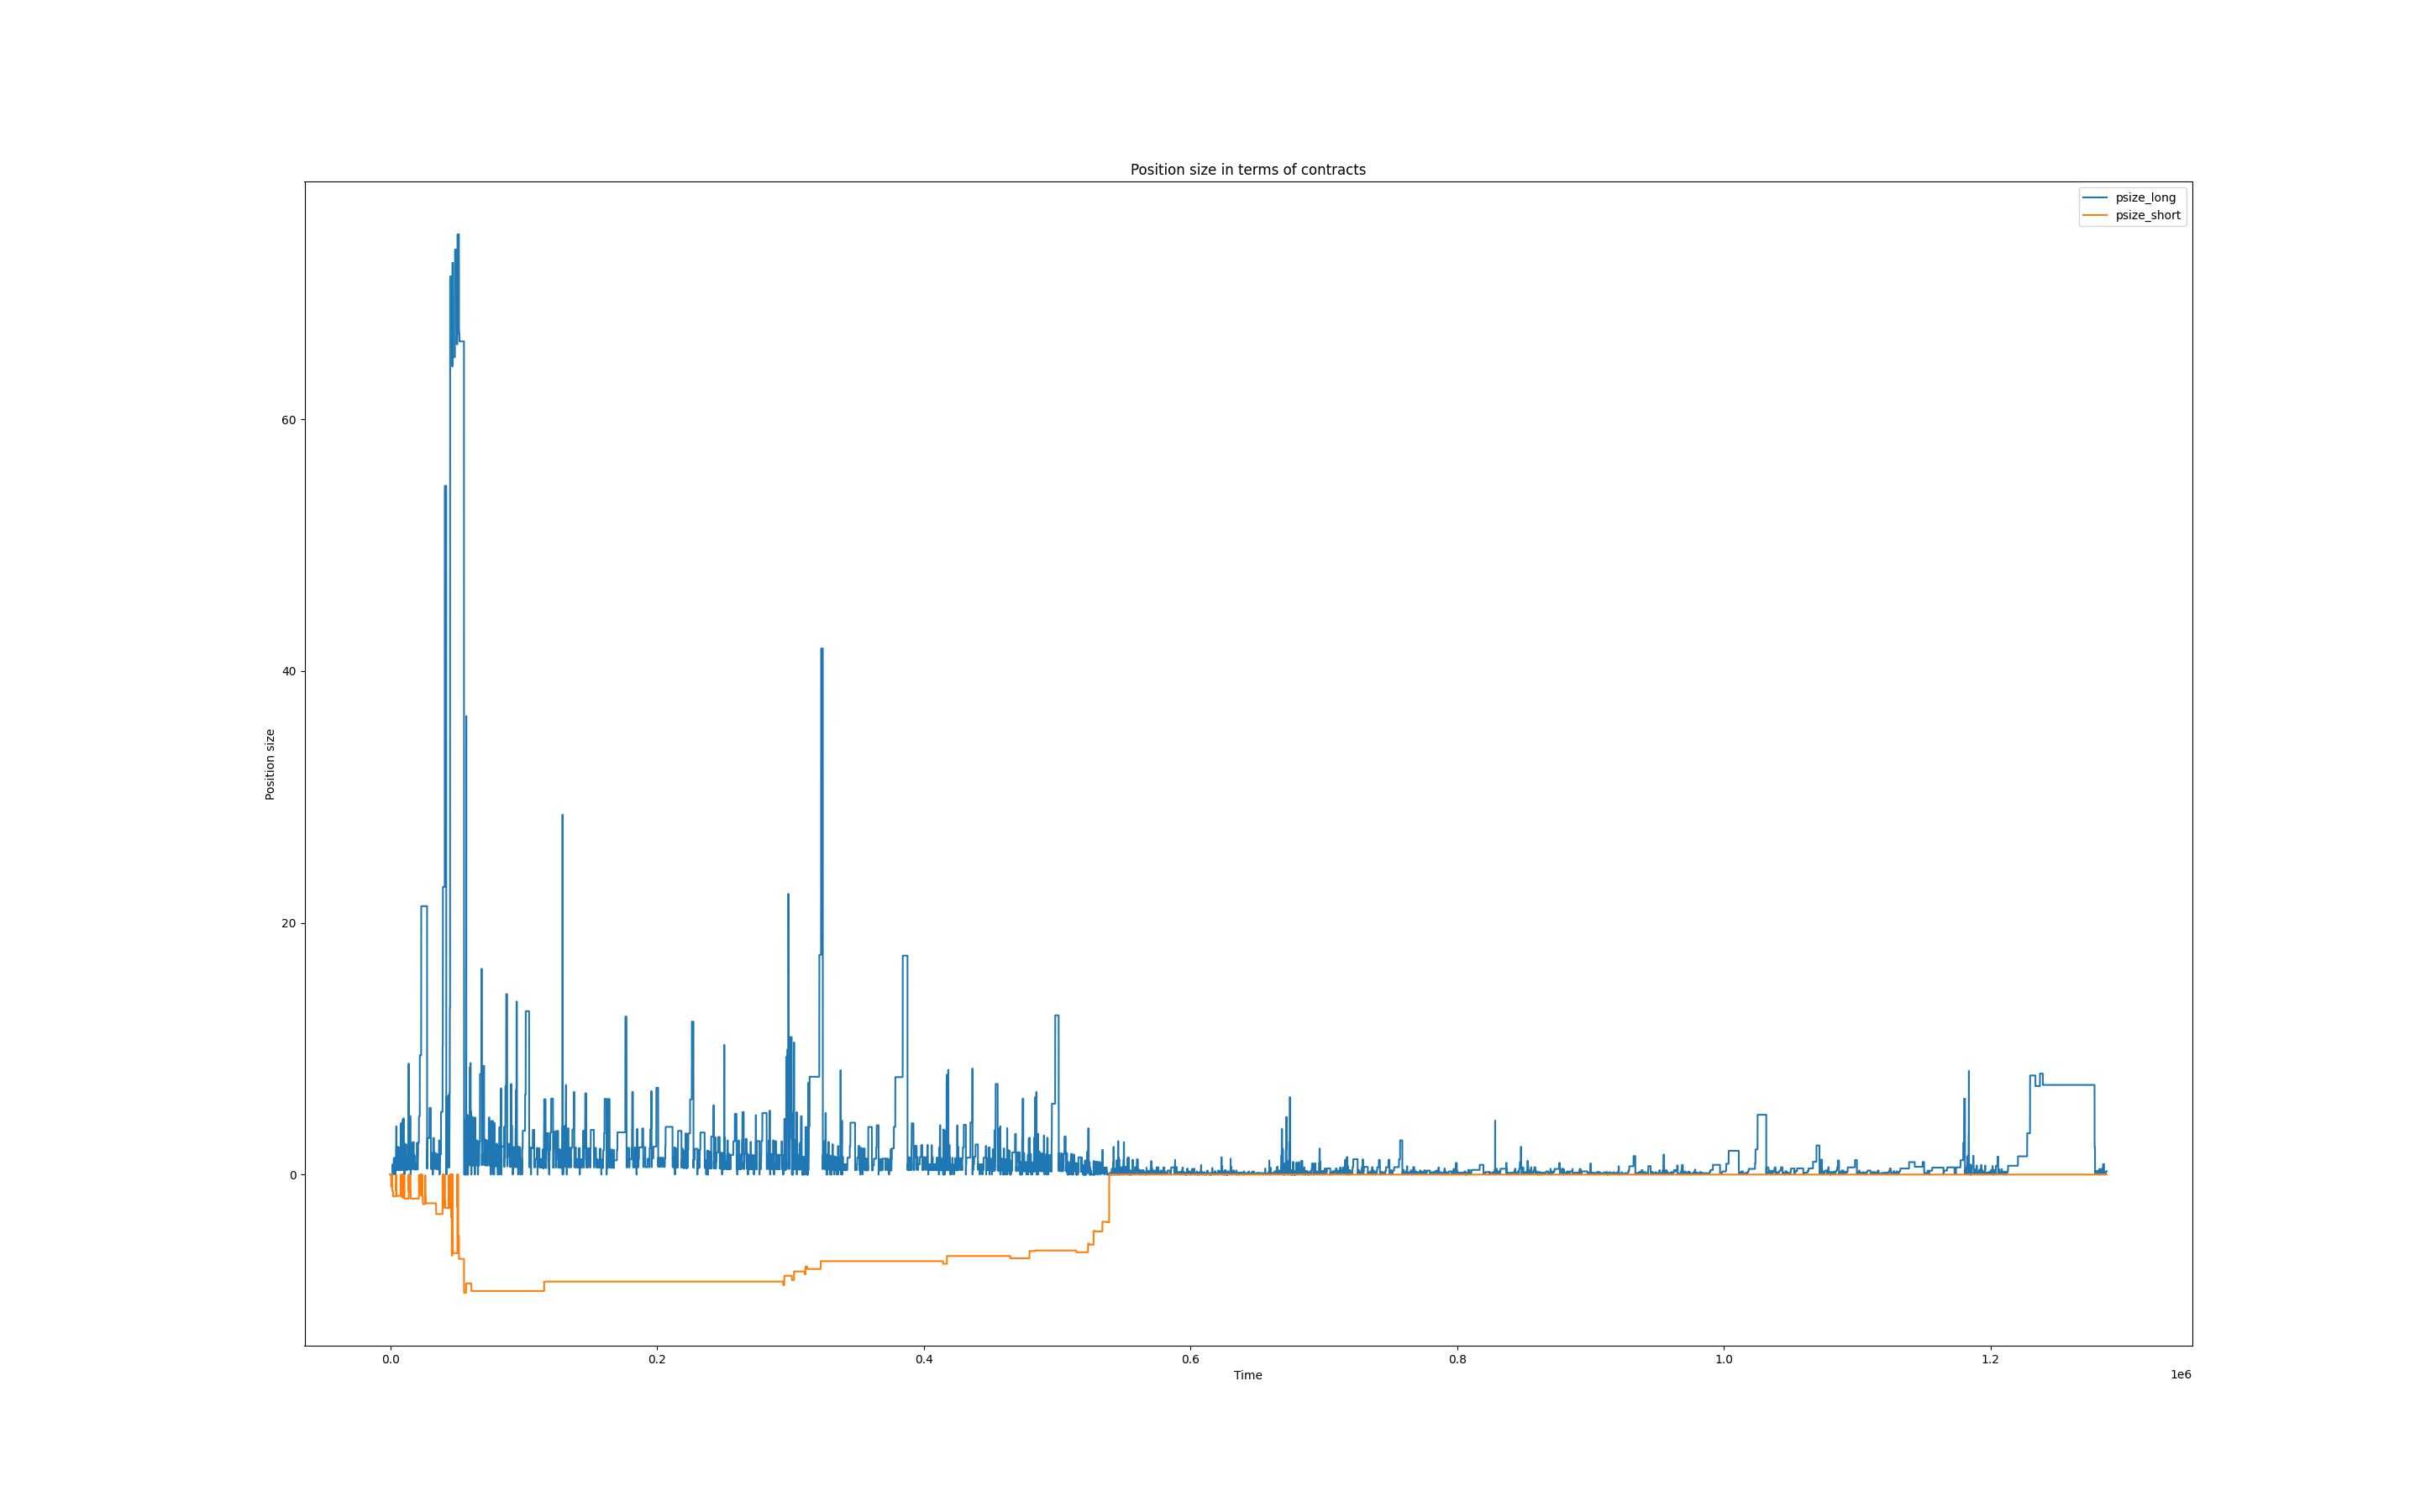 Position size in terms of contracts
psize_long
psize_short
60
40
20
0
Position size
0.0
0.2
0.4
0.6
0.8
1.0
1.2
1e6
Time